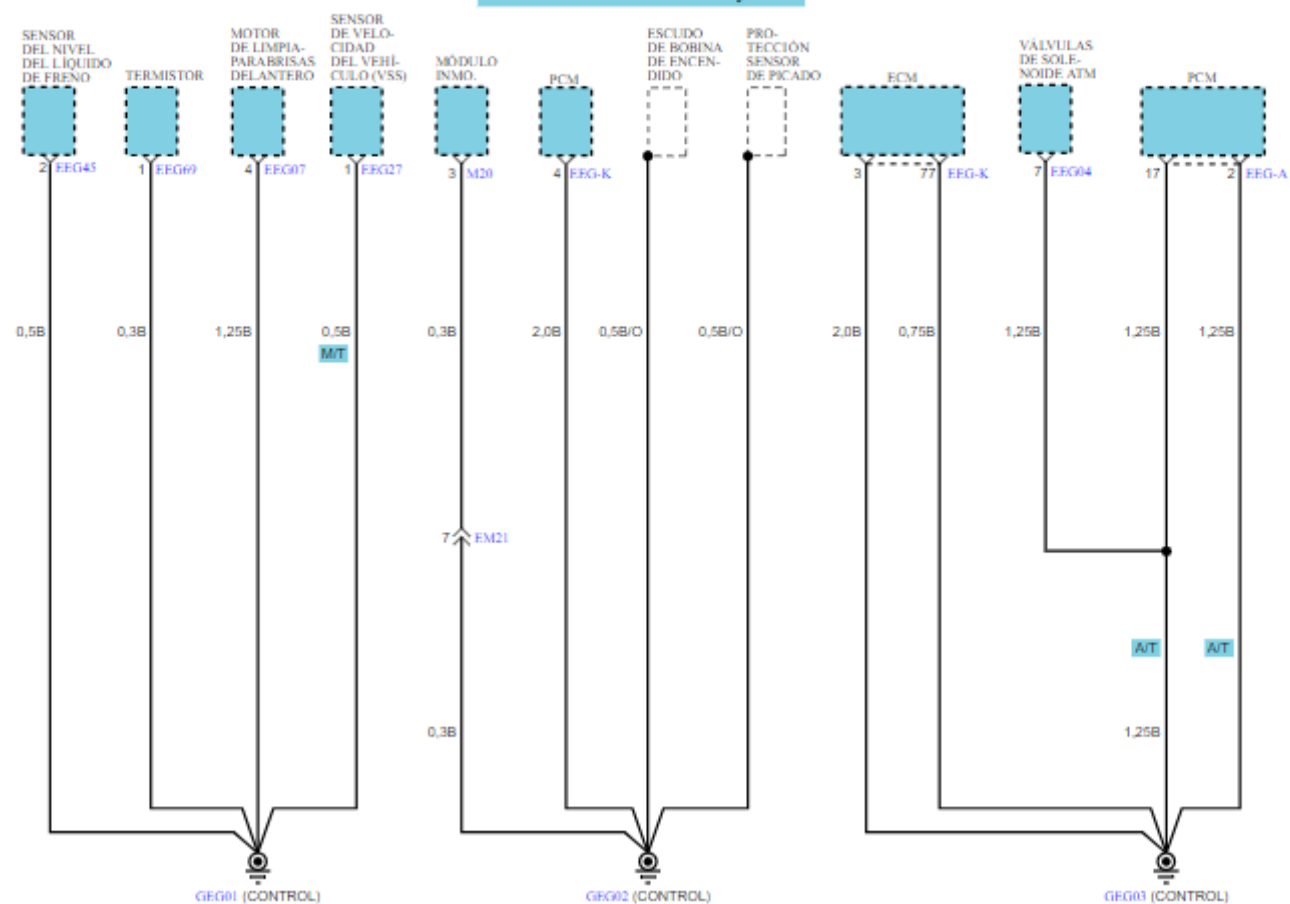 SENSOR
DEL NIVEL
DEL LÍQUIDO
DE FRENO
TERMISTOR
MOTOR
DE LIMPIA-
PARABRISAS
DELANTERO
SENSOR
DE VELO-
CIDAD
DEL VEHÍ-
CULO (VSS)
MÓDULO
INMO.
PCM
ESCUDO
DE BOBINA
DE ENCEN-
DIDO
PRO-
TECCIÓN
SENSOR
DE PICADO
ECM
VÁLVULAS
DE SOLE-
NOIDE ATM
PCM
2 EEG45
1 EEG69
4 EEG07
1 EEG27
3 M20
4 EEG-K
3
77 EEG-K
7 EEG04
17
2 EEG-A
0,5B
0,3B
1,25B
0,5B
M/T
0,3B
2,0B
0,5B/O
0,5B/O
2,0B
0,75B
1,25B
1,25B
1,25B
7 EM21
A/T
A/T
0,3B
1,25B
GEG01 (CONTROL)
GEG02 (CONTROL)
GEG03 (CONTROL)